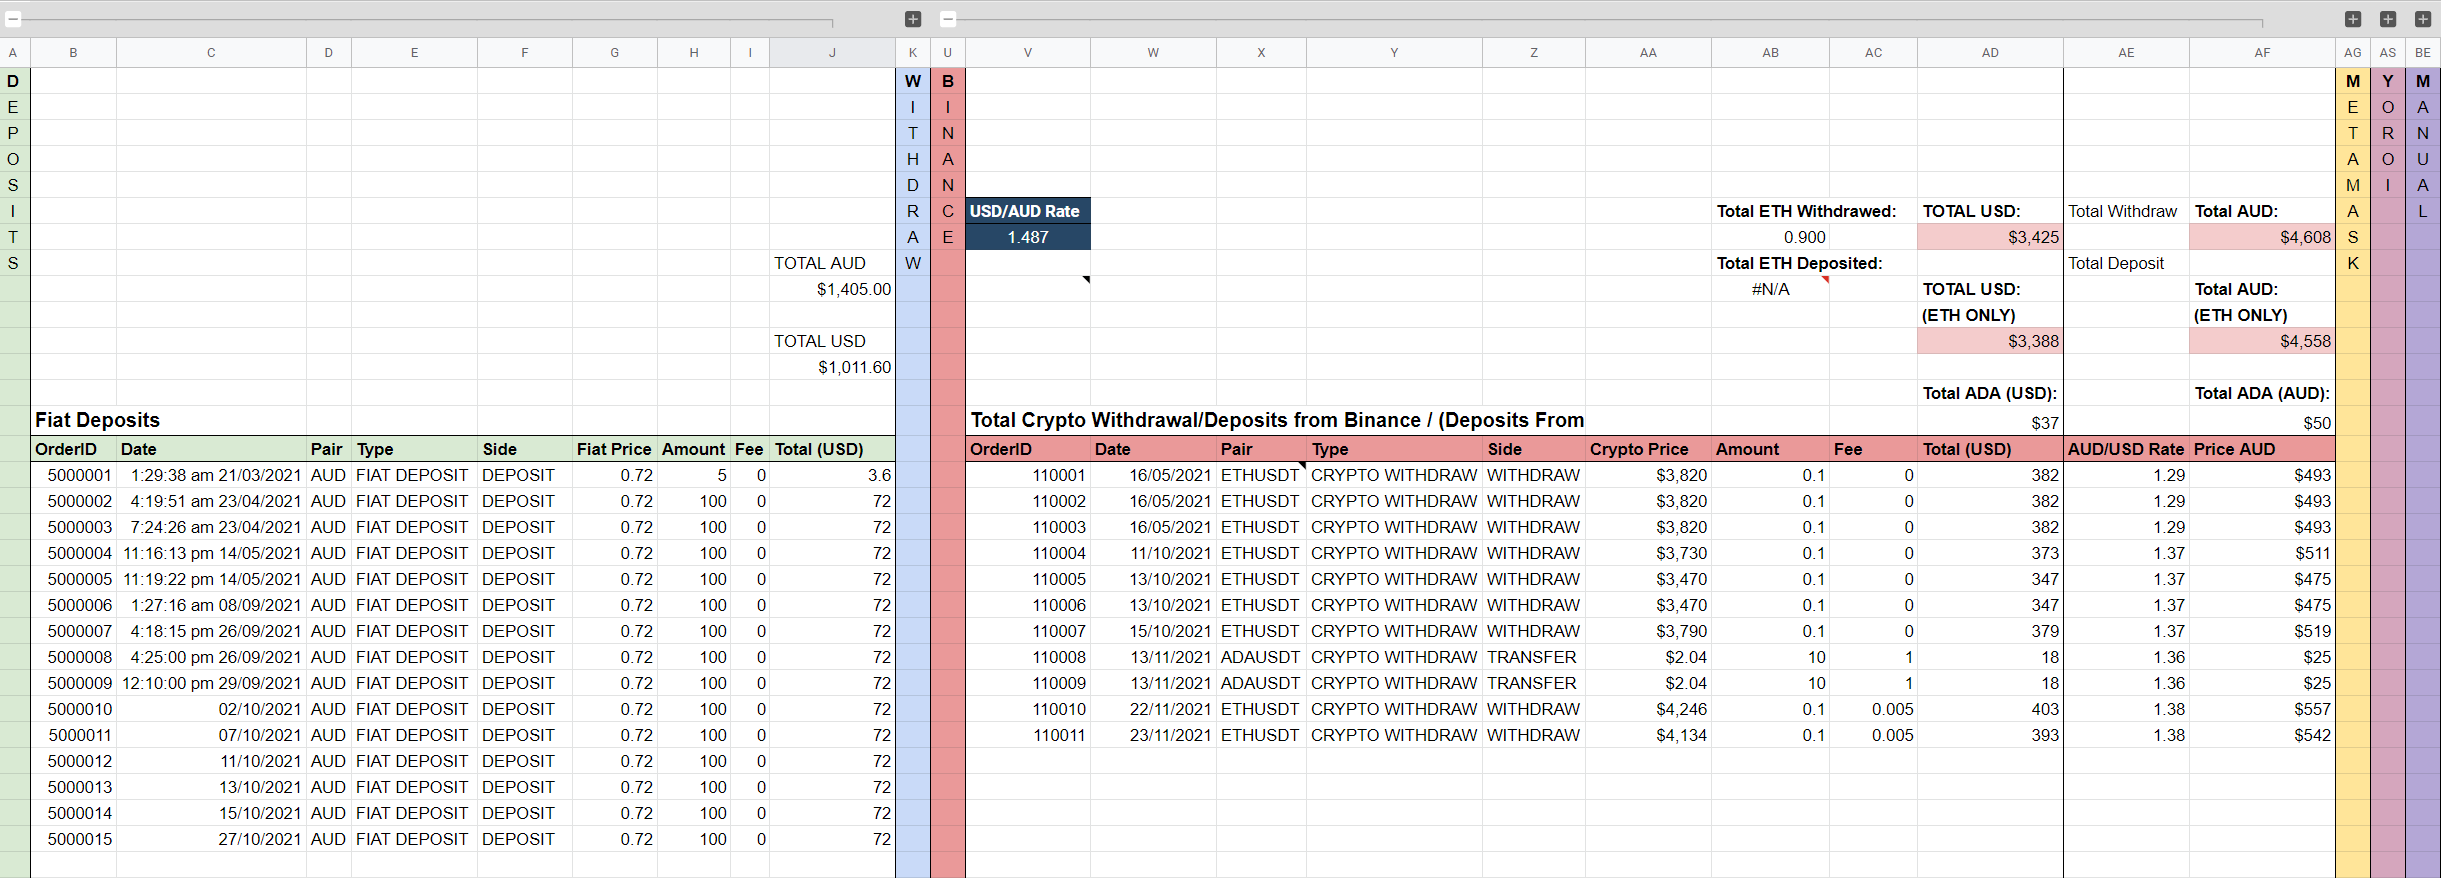 A B C D E F G H I J K U V W X Y Z AA AB AC AD AE AF AG AS BE
D W B M Y M
E I I E O A
P T N T R N
O H A A O U
S D N M I A
I R C USD/AUD Rate Total ETH Withdrawed: TOTAL USD: Total Withdraw Total AUD: A L
T A E 1.487 0.900 $3,425 $4,608 S
S TOTAL AUD W Total ETH Deposited: Total Deposit K
$1,405.00 #N/A TOTAL USD: Total AUD:
(ETH ONLY) (ETH ONLY)
TOTAL USD $3,388 $4,558
$1,011.60
Total ADA (USD): Total ADA (AUD):
Fiat Deposits Total Crypto Withdrawal/Deposits from Binance / (Deposits From $37 $50
OrderID Date Pair Type Side Fiat Price Amount Fee Total (USD) OrderID Date Pair Type Side Crypto Price Amount Fee Total (USD) AUD/USD Rate Price AUD
5000001 1:29:38 am 21/03/2021 AUD FIAT DEPOSIT DEPOSIT 0.72 5 0 3.6 110001 16/05/2021 ETHUSDT CRYPTO WITHDRAW WITHDRAW $3,820 0.1 0 382 1.29 $493
5000002 4:19:51 am 23/04/2021 AUD FIAT DEPOSIT DEPOSIT 0.72 100 0 72 110002 16/05/2021 ETHUSDT CRYPTO WITHDRAW WITHDRAW $3,820 0.1 0 382 1.29 $493
5000003 7:24:26 am 23/04/2021 AUD FIAT DEPOSIT DEPOSIT 0.72 100 0 72 110003 16/05/2021 ETHUSDT CRYPTO WITHDRAW WITHDRAW $3,820 0.1 0 382 1.29 $493
5000004 11:16:13 pm 14/05/2021 AUD FIAT DEPOSIT DEPOSIT 0.72 100 0 72 110004 11/10/2021 ETHUSDT CRYPTO WITHDRAW WITHDRAW $3,730 0.1 0 373 1.37 $511
5000005 11:19:22 pm 14/05/2021 AUD FIAT DEPOSIT DEPOSIT 0.72 100 0 72 110005 13/10/2021 ETHUSDT CRYPTO WITHDRAW WITHDRAW $3,470 0.1 0 347 1.37 $475
5000006 1:27:16 am 08/09/2021 AUD FIAT DEPOSIT DEPOSIT 0.72 100 0 72 110006 13/10/2021 ETHUSDT CRYPTO WITHDRAW WITHDRAW $3,470 0.1 0 347 1.37 $475
5000007 4:18:15 pm 26/09/2021 AUD FIAT DEPOSIT DEPOSIT 0.72 100 0 72 110007 15/10/2021 ETHUSDT CRYPTO WITHDRAW WITHDRAW $3,790 0.1 0 379 1.37 $519
5000008 4:25:00 pm 26/09/2021 AUD FIAT DEPOSIT DEPOSIT 0.72 100 0 72 110008 13/11/2021 ADAUSDT CRYPTO WITHDRAW TRANSFER $2.04 10 1 18 1.36 $25
5000009 12:10:00 pm 29/09/2021 AUD FIAT DEPOSIT DEPOSIT 0.72 100 0 72 110009 13/11/2021 ADAUSDT CRYPTO WITHDRAW TRANSFER $2.04 10 1 18 1.36 $25
5000010 02/10/2021 AUD FIAT DEPOSIT DEPOSIT 0.72 100 0 72 110010 22/11/2021 ETHUSDT CRYPTO WITHDRAW WITHDRAW $4,246 0.1 0.005 403 1.38 $557
5000011 07/10/2021 AUD FIAT DEPOSIT DEPOSIT 0.72 100 0 72 110011 23/11/2021 ETHUSDT CRYPTO WITHDRAW WITHDRAW $4,134 0.1 0.005 393 1.38 $542
5000012 11/10/2021 AUD FIAT DEPOSIT DEPOSIT 0.72 100 0 72
5000013 13/10/2021 AUD FIAT DEPOSIT DEPOSIT 0.72 100 0 72
5000014 15/10/2021 AUD FIAT DEPOSIT DEPOSIT 0.72 100 0 72
5000015 27/10/2021 AUD FIAT DEPOSIT DEPOSIT 0.72 100 0 72